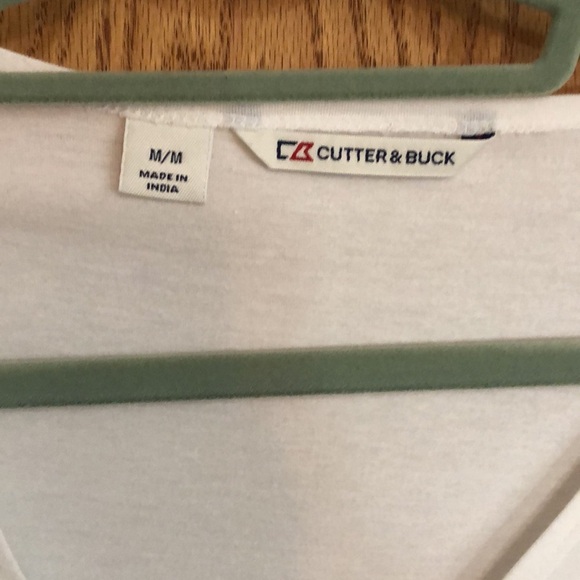 M/M
MADE IN
INDIA
CUTTER & BUCK